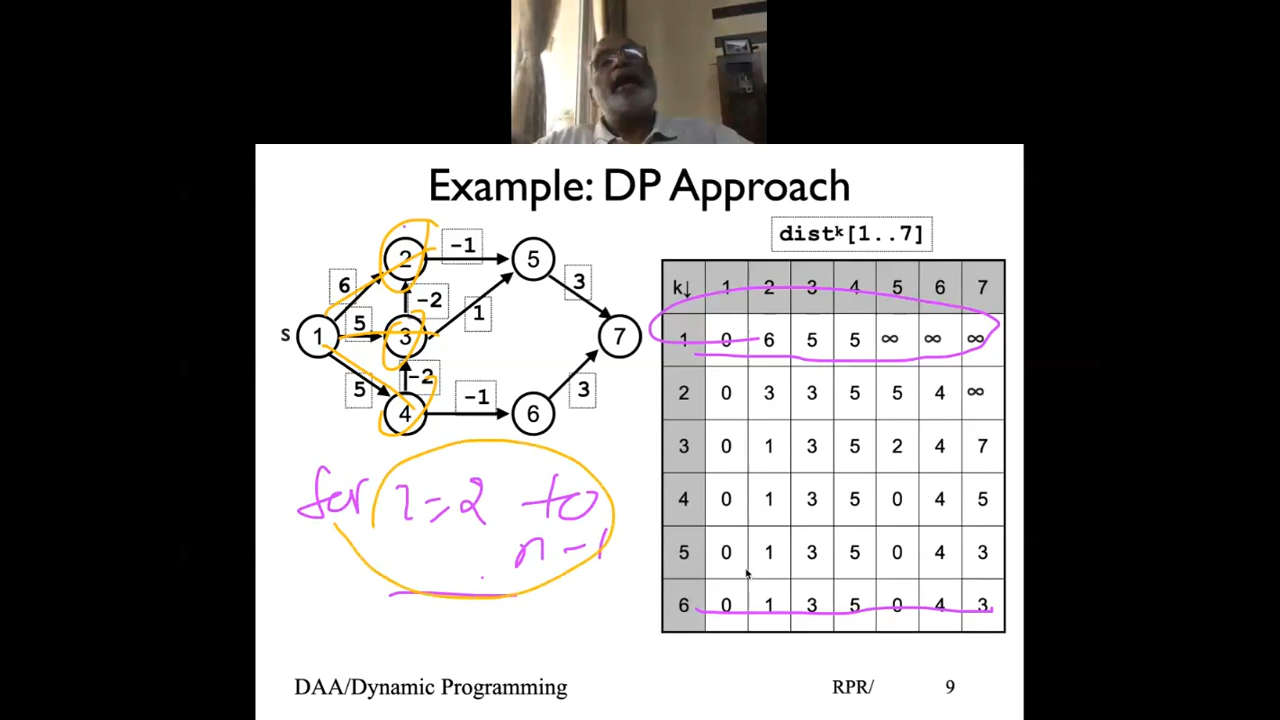 Example: DP Approach
distᵏ[1..7]
S 1 2 3 4 5 6 7
6 5 5 -2 -2 -1 1 -1 3 3
k↓ 1 2 3 4 5 6 7
1 0 6 5 5 ∞ ∞ ∞
2 0 3 3 5 5 4 ∞
3 0 1 3 5 2 4 7
4 0 1 3 5 0 4 5
5 0 1 3 5 0 4 3
6 0 1 3 5 0 4 3
for i=2 to
n-1
DAA/Dynamic Programming RPR/ 9